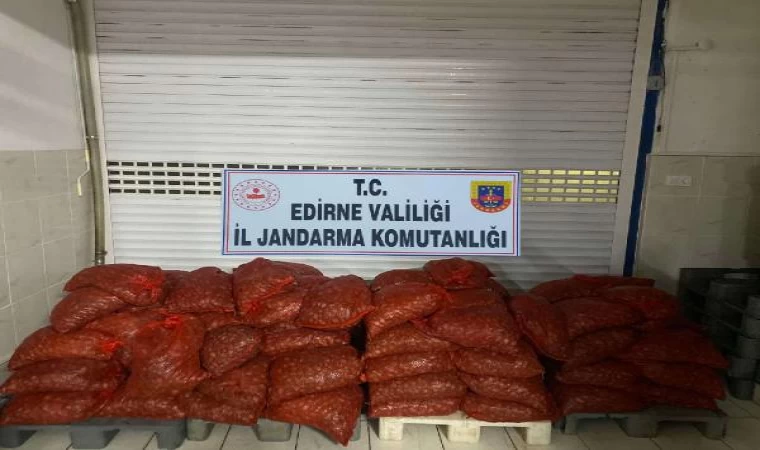 T.C.
EDİRNE VALİLİĞİ
İL JANDARMA KOMUTANLIĞI